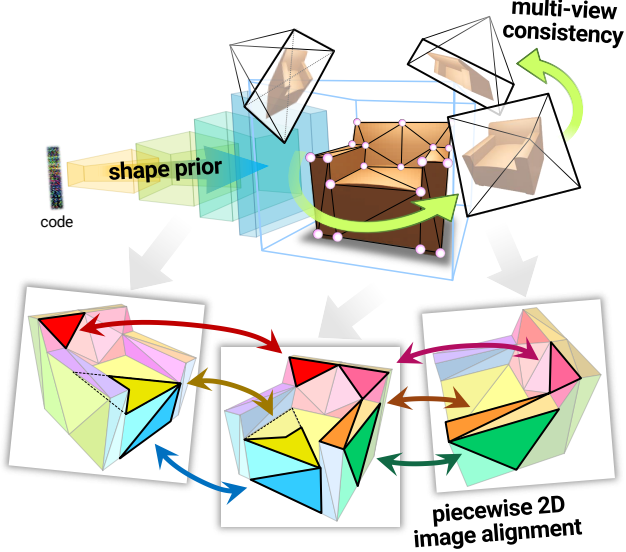 multi-view
consistency
shape prior
code
piecewise 2D
image alignment